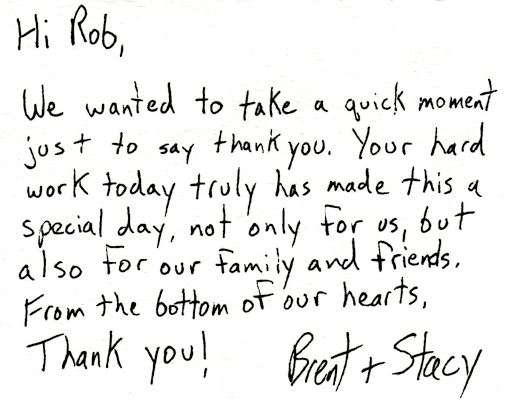 Hi Rob,
We wanted to take a quick moment
just to say thank you. Your hard
work today truly has made this a
special day, not only for us, but
also for our family and friends.
From the bottom of our hearts,
Thank you! Brent + Stacy